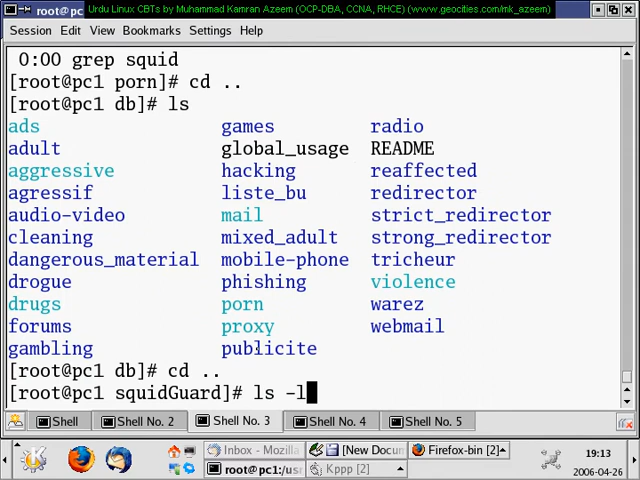 root@pc
Urdu Linux CBTs by Muhammad Kamran Azeem (OCP-DBA, CCNA, RHCE) (www.geocities.com/mk_azeem)
Session Edit View Bookmarks Settings Help
0:00 grep squid
[root@pc1 porn]# cd ..
[root@pc1 db]# ls
ads games radio
adult global_usage README
aggressive hacking reaffected
agressif liste_bu redirector
audio-video mail strict_redirector
cleaning mixed_adult strong_redirector
dangerous_material mobile-phone tricheur
drogue phishing violence
drugs porn warez
forums proxy webmail
gambling publicite
[root@pc1 db]# cd ..
[root@pc1 squidGuard]# ls -l
Shell Shell No. 2 Shell No. 3 Shell No. 4 Shell No. 5
Inbox - Mozilla [New Docum Firefox-bin [2] 19:13
root@pc1:/usr Kppp [2] 2006-04-26